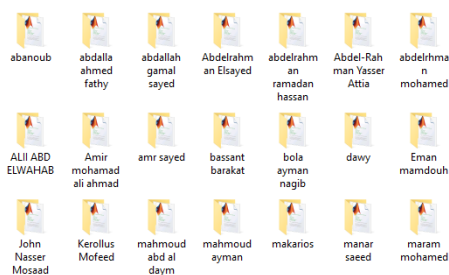 abanoub
abdalla
ahmed
fathy
abdallah
gamal
sayed
Abdelrahm
an Elsayed
abdelrahm
an
ramadan
hassan
Abdel-Rah
man Yasser
Attia
abdelrhma
n
mohamed
ALII ABD
ELWAHAB
Amir
mohamad
ali ahmad
amr sayed
bassant
barakat
bola
ayman
nagib
dawy
Eman
mamdouh
John
Nasser
Mosaad
Kerollus
Mofeed
mahmoud
abd al
daym
mahmoud
ayman
makarios
manar
saeed
maram
mohamed